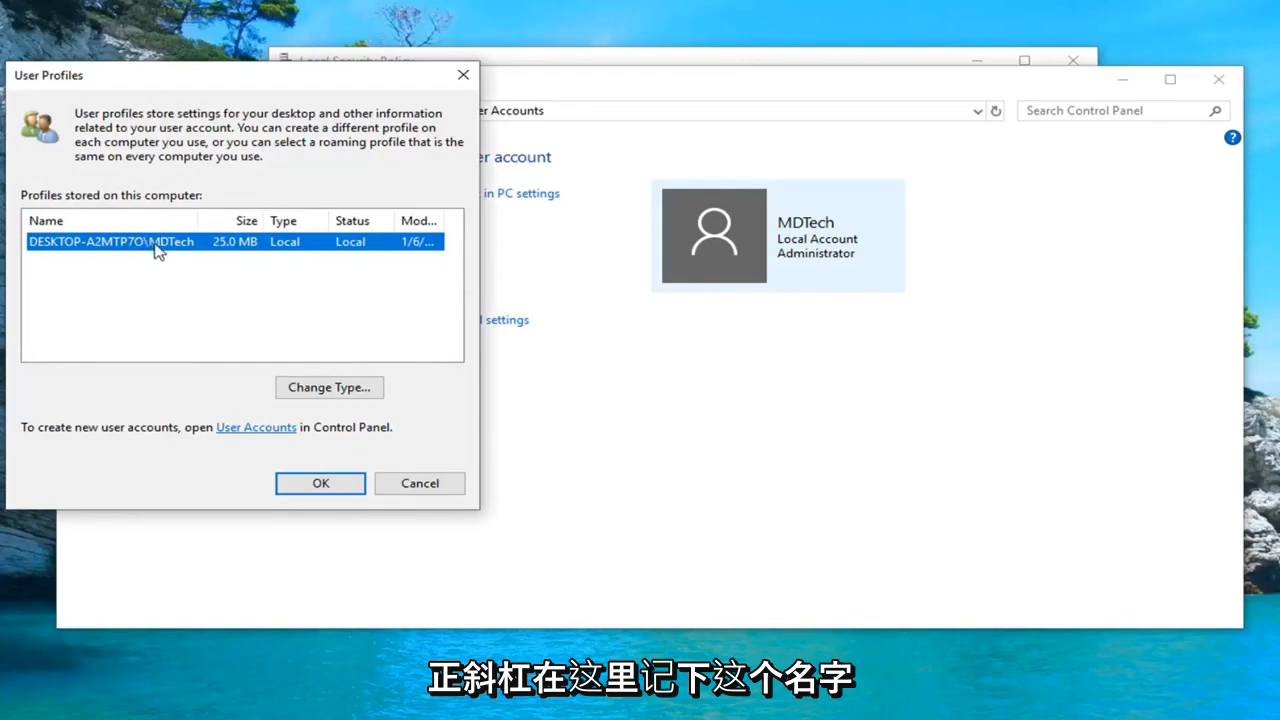 Local Security Policy
User Profiles
User profiles store settings for your desktop and other information
related to your user account. You can create a different profile on
each computer you use, or you can select a roaming profile that is the
same on every computer you use.
Profiles stored on this computer:
Name Size Type Status Mod...
DESKTOP-A2MTP7O\MDTech 25.0 MB Local Local 1/6/...
Change Type...
To create new user accounts, open User Accounts in Control Panel.
OK Cancel
er Accounts
Search Control Panel
er account
in PC settings
l settings
MDTech
Local Account
Administrator
正斜杠在这里记下这个名字